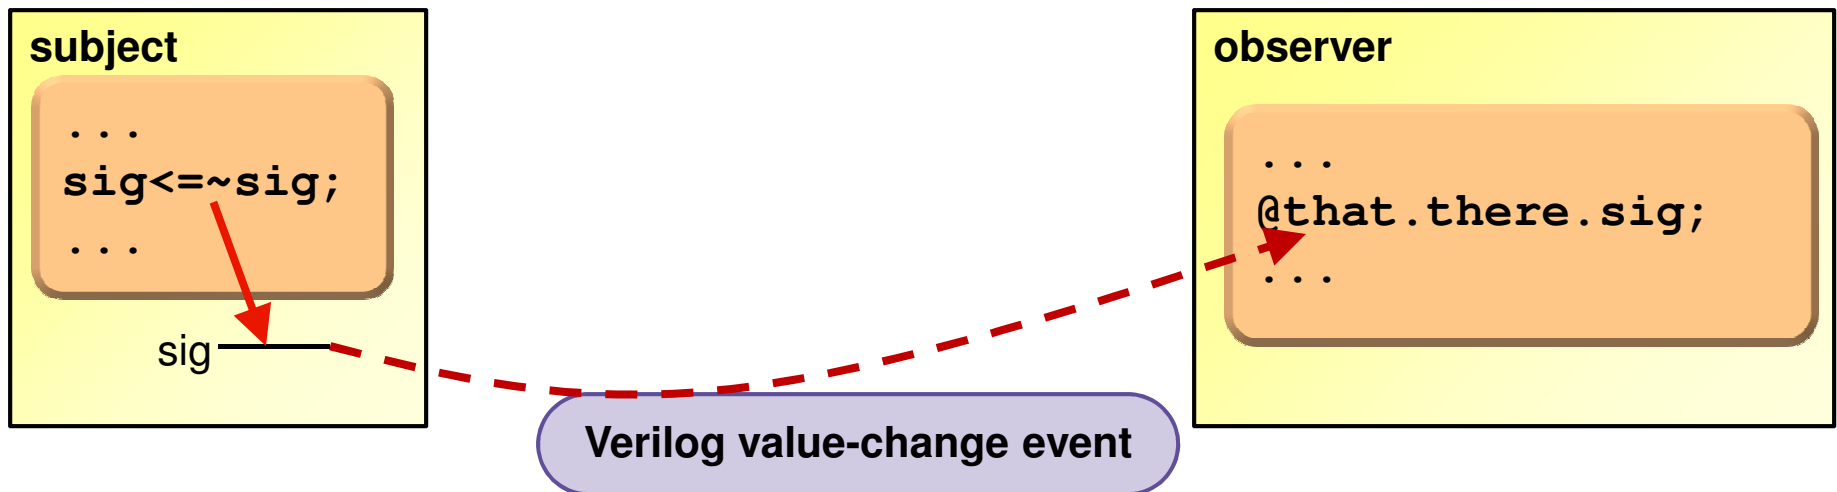 subject
...
sig<=~sig;
...
sig
observer
...
@that.there.sig;
...
Verilog value-change event